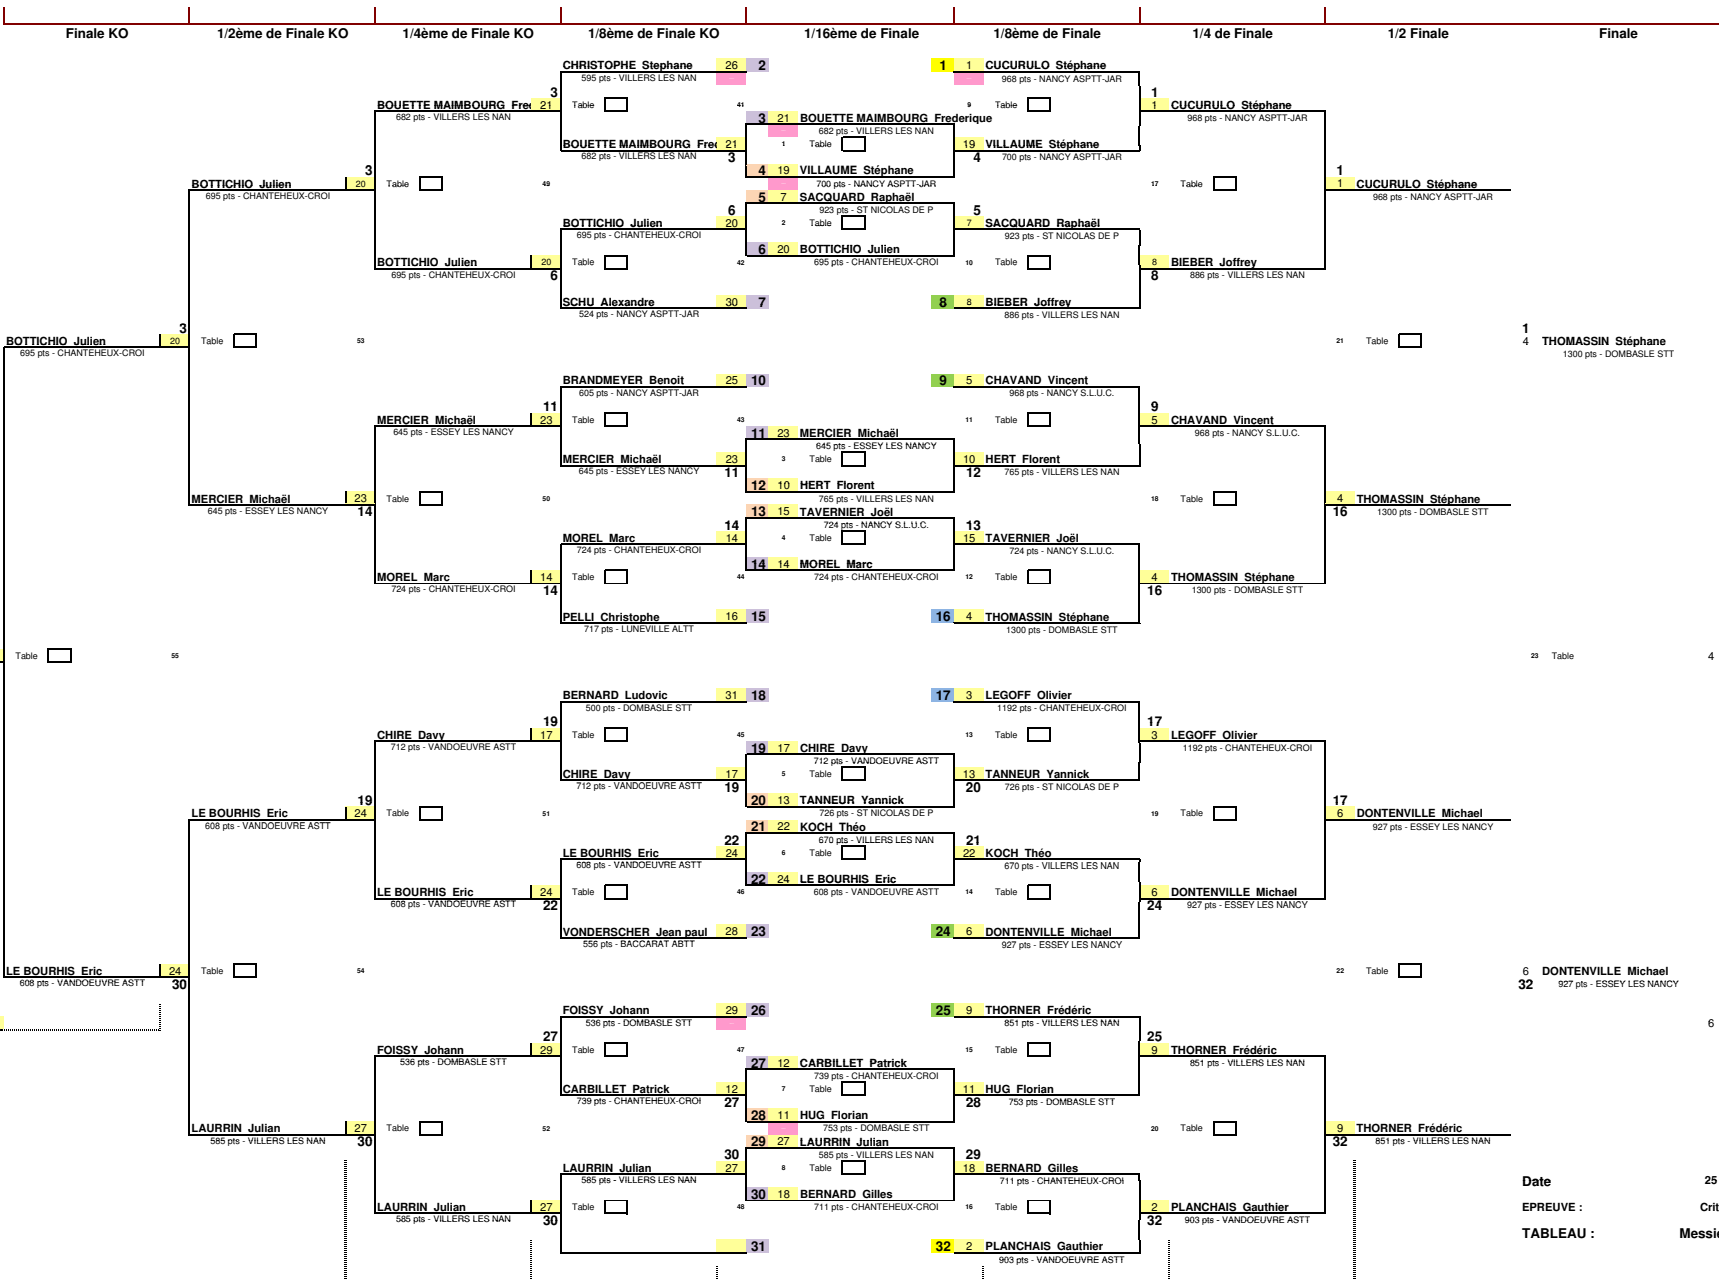 Finale KO 1/2ème de Finale KO 1/4ème de Finale KO 1/8ème de Finale KO 1/16ème de Finale 1/8ème de Finale 1/4 de Finale 1/2 Finale Finale
CHRISTOPHE Stephane 26 2 1 1 CUCURULO Stéphane
595 pts - VILLERS LES NAN 968 pts - NANCY ASPTT-JAR
3 1
BOUETTE MAIMBOURG Fre 21 Table 41 9 Table 1 CUCURULO Stéphane
682 pts - VILLERS LES NAN 3 21 BOUETTE MAIMBOURG Frederique 968 pts - NANCY ASPTT-JAR
682 pts - VILLERS LES NAN
BOUETTE MAIMBOURG Fre 21 1 Table 19 VILLAUME Stéphane
682 pts - VILLERS LES NAN 3 4 700 pts - NANCY ASPTT-JAR
3 4 19 VILLAUME Stéphane 1
BOTTICHIO Julien 20 Table 49 700 pts - NANCY ASPTT-JAR 17 Table 1 CUCURULO Stéphane
695 pts - CHANTEHEUX-CROI 5 7 SACQUARD Raphaël 968 pts - NANCY ASPTT-JAR
6 923 pts - ST NICOLAS DE P 5
BOTTICHIO Julien 20 2 Table 7 SACQUARD Raphaël
695 pts - CHANTEHEUX-CROI 923 pts - ST NICOLAS DE P
6 20 BOTTICHIO Julien
BOTTICHIO Julien 20 Table 42 695 pts - CHANTEHEUX-CROI 10 Table 8 BIEBER Joffrey
695 pts - CHANTEHEUX-CROI 6 8 886 pts - VILLERS LES NAN
SCHU Alexandre 30 7 8 8 BIEBER Joffrey
524 pts - NANCY ASPTT-JAR 886 pts - VILLERS LES NAN
3 1
BOTTICHIO Julien 20 Table 53 21 Table 4 THOMASSIN Stéphane
695 pts - CHANTEHEUX-CROI 1300 pts - DOMBASLE STT
BRANDMEYER Benoit 25 10 9 5 CHAVAND Vincent
605 pts - NANCY ASPTT-JAR 968 pts - NANCY S.L.U.C.
11 9
MERCIER Michaël 23 Table 43 11 Table 5 CHAVAND Vincent
645 pts - ESSEY LES NANCY 11 23 MERCIER Michaël 968 pts - NANCY S.L.U.C.
645 pts - ESSEY LES NANCY
MERCIER Michaël 23 3 Table 10 HERT Florent
645 pts - ESSEY LES NANCY 11 12 765 pts - VILLERS LES NAN
12 10 HERT Florent
MERCIER Michaël 23 Table 50 765 pts - VILLERS LES NAN 18 Table 4 THOMASSIN Stéphane
645 pts - ESSEY LES NANCY 14 13 15 TAVERNIER Joël 16 1300 pts - DOMBASLE STT
14 724 pts - NANCY S.L.U.C. 13
MOREL Marc 14 4 Table 15 TAVERNIER Joël
724 pts - CHANTEHEUX-CROI 724 pts - NANCY S.L.U.C.
14 14 MOREL Marc
MOREL Marc 14 Table 44 724 pts - CHANTEHEUX-CROI 12 Table 4 THOMASSIN Stéphane
724 pts - CHANTEHEUX-CROI 14 16 1300 pts - DOMBASLE STT
PELLI Christophe 16 15 16 4 THOMASSIN Stéphane
717 pts - LUNEVILLE ALTT 1300 pts - DOMBASLE STT
Table 55 23 Table 4
BERNARD Ludovic 31 18 17 3 LEGOFF Olivier
500 pts - DOMBASLE STT 1192 pts - CHANTEHEUX-CROI
19 17
CHIRE Davy 17 Table 45 13 Table 3 LEGOFF Olivier
712 pts - VANDOEUVRE ASTT 19 17 CHIRE Davy 1192 pts - CHANTEHEUX-CROI
712 pts - VANDOEUVRE ASTT
CHIRE Davy 17 5 Table 13 TANNEUR Yannick
712 pts - VANDOEUVRE ASTT 19 20 726 pts - ST NICOLAS DE P
19 20 13 TANNEUR Yannick 17
LE BOURHIS Eric 24 Table 51 726 pts - ST NICOLAS DE P 19 Table 6 DONTENVILLE Michael
608 pts - VANDOEUVRE ASTT 21 22 KOCH Théo 927 pts - ESSEY LES NANCY
22 670 pts - VILLERS LES NAN 21
LE BOURHIS Eric 24 6 Table 22 KOCH Théo
608 pts - VANDOEUVRE ASTT 670 pts - VILLERS LES NAN
22 24 LE BOURHIS Eric
LE BOURHIS Eric 24 Table 46 608 pts - VANDOEUVRE ASTT 14 Table 6 DONTENVILLE Michael
608 pts - VANDOEUVRE ASTT 22 24 927 pts - ESSEY LES NANCY
VONDERSCHER Jean paul 28 23 24 6 DONTENVILLE Michael
556 pts - BACCARAT ABTT 927 pts - ESSEY LES NANCY
LE BOURHIS Eric 24 Table 54 22 Table 6 DONTENVILLE Michael
608 pts - VANDOEUVRE ASTT 30 32 927 pts - ESSEY LES NANCY
FOISSY Johann 29 26 25 9 THORNER Frédéric
536 pts - DOMBASLE STT 851 pts - VILLERS LES NAN 6
27 25
FOISSY Johann 29 Table 47 15 Table 9 THORNER Frédéric
536 pts - DOMBASLE STT 27 12 CARBILLET Patrick 851 pts - VILLERS LES NAN
739 pts - CHANTEHEUX-CROI
CARBILLET Patrick 12 7 Table 11 HUG Florian
739 pts - CHANTEHEUX-CROI 27 28 753 pts - DOMBASLE STT
28 11 HUG Florian
LAURRIN Julian 27 Table 52 753 pts - DOMBASLE STT 20 Table 9 THORNER Frédéric
585 pts - VILLERS LES NAN 30 29 27 LAURRIN Julian 32 851 pts - VILLERS LES NAN
30 585 pts - VILLERS LES NAN 29
LAURRIN Julian 27 8 Table 18 BERNARD Gilles
585 pts - VILLERS LES NAN 711 pts - CHANTEHEUX-CROI Date 25
30 18 BERNARD Gilles
LAURRIN Julian 27 Table 48 711 pts - CHANTEHEUX-CROI 16 Table 2 PLANCHAIS Gauthier EPREUVE : Crit
585 pts - VILLERS LES NAN 30 32 903 pts - VANDOEUVRE ASTT
TABLEAU : Messie
31 32 2 PLANCHAIS Gauthier
903 pts - VANDOEUVRE ASTT